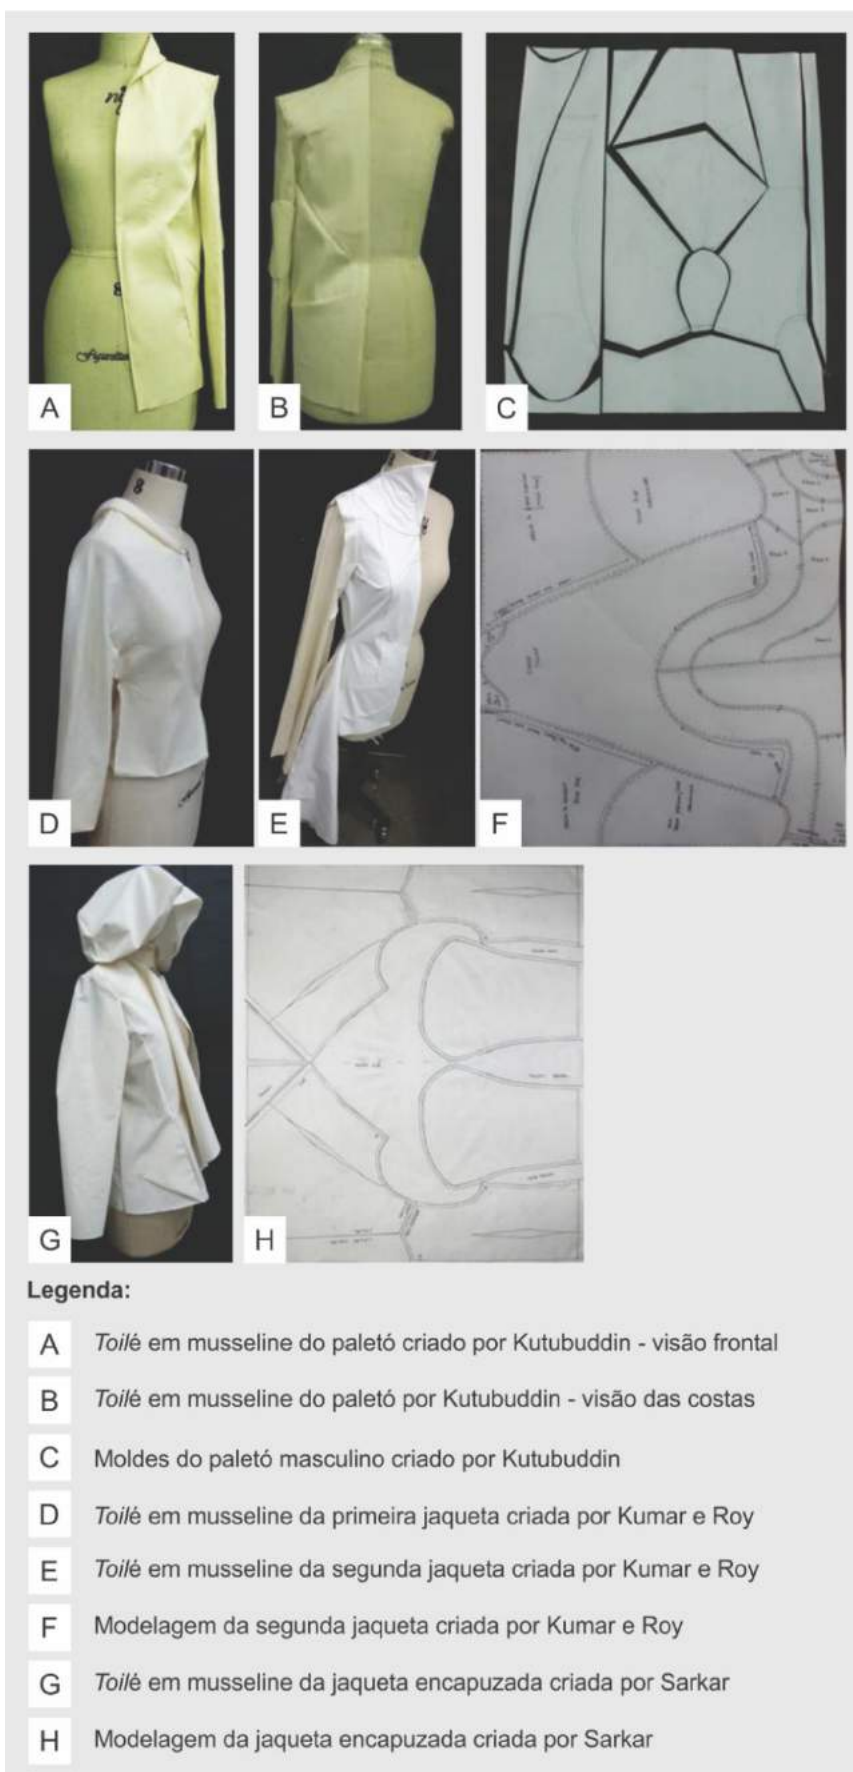 A
B
C
8
D
E
F
G
H
Legenda:
A Toilé em musseline do paletó criado por Kutubuddin - visão frontal
B Toilé em musseline do paletó por Kutubuddin - visão das costas
C Moldes do paletó masculino criado por Kutubuddin
D Toilé em musseline da primeira jaqueta criada por Kumar e Roy
E Toilé em musseline da segunda jaqueta criada por Kumar e Roy
F Modelagem da segunda jaqueta criada por Kumar e Roy
G Toilé em musseline da jaqueta encapuzada criada por Sarkar
H Modelagem da jaqueta encapuzada criada por Sarkar